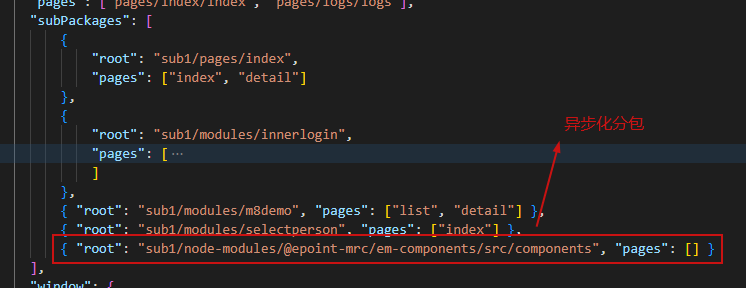 "pages": ["pages/index/index", "pages/logs/logs"],
"subPackages": [
{
"root": "sub1/pages/index",
"pages": ["index", "detail"]
},
{
"root": "sub1/modules/innerlogin",
"pages": [ ···
]
},
{ "root": "sub1/modules/m8demo", "pages": ["list", "detail"] },
{ "root": "sub1/modules/selectperson", "pages": ["index"] },
{ "root": "sub1/node-modules/@epoint-mrc/em-components/src/components", "pages": [] }
],
"window": {
异步化分包